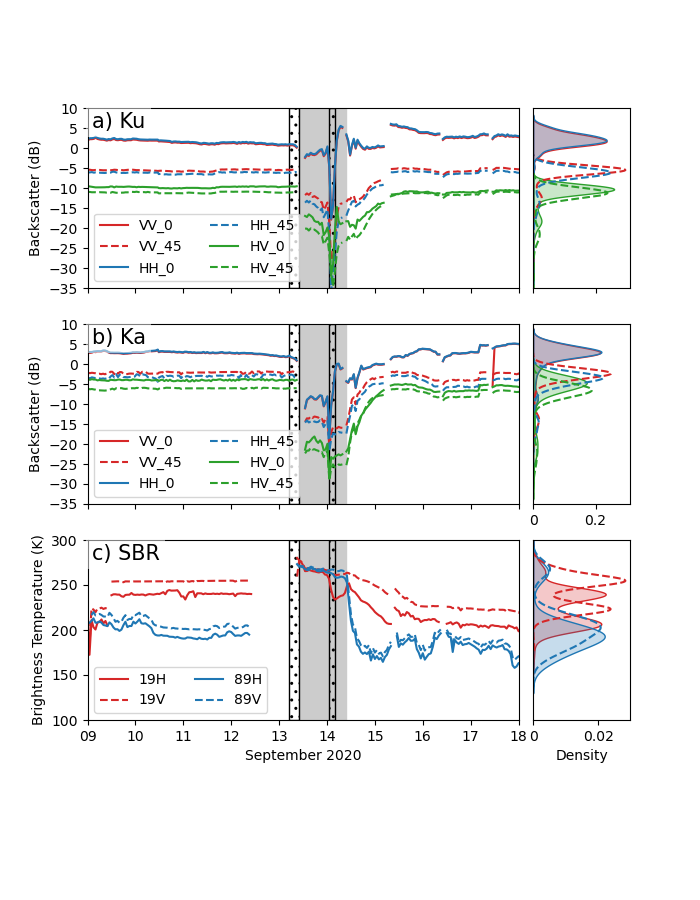 a) Ku
10
5
0
−5
−10
−15
−20
−25
−30
−35
Backscatter (dB)
VV_0 HH_45
VV_45 HV_0
HH_0 HV_45
b) Ka
10
5
0
−5
−10
−15
−20
−25
−30
−35
Backscatter (dB)
VV_0 HH_45
VV_45 HV_0
HH_0 HV_45
0 0.2
c) SBR
300
250
200
150
100
Brightness Temperature (K)
19H 89H
19V 89V
09 10 11 12 13 14 15 16 17 18 0 0.02
September 2020 Density